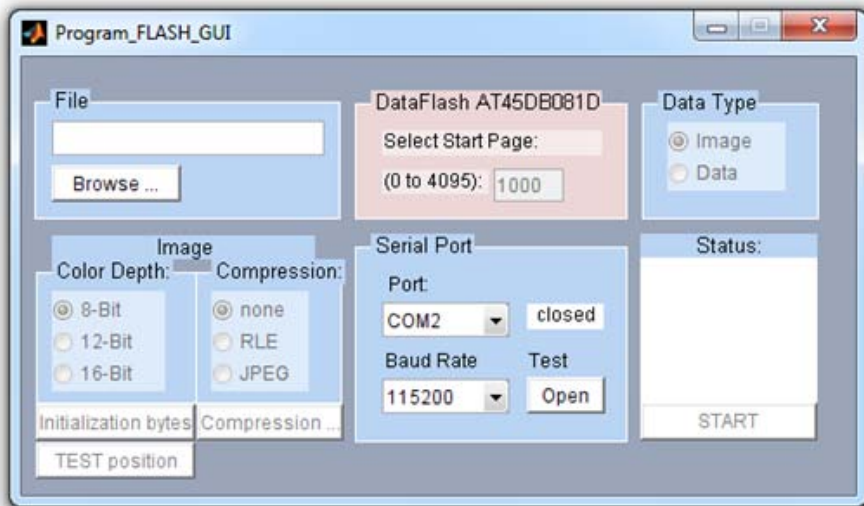 Program_FLASH_GUI
File
Browse ...
DataFlash AT45DB081D
Select Start Page:
(0 to 4095): 1000
Data Type
Image
Data
Image
Color Depth:
8-Bit
12-Bit
16-Bit
Initialization bytes
TEST position
Compression:
none
RLE
JPEG
Compression ...
Serial Port
Port:
COM2
closed
Baud Rate
Test
115200
Open
Status:
START